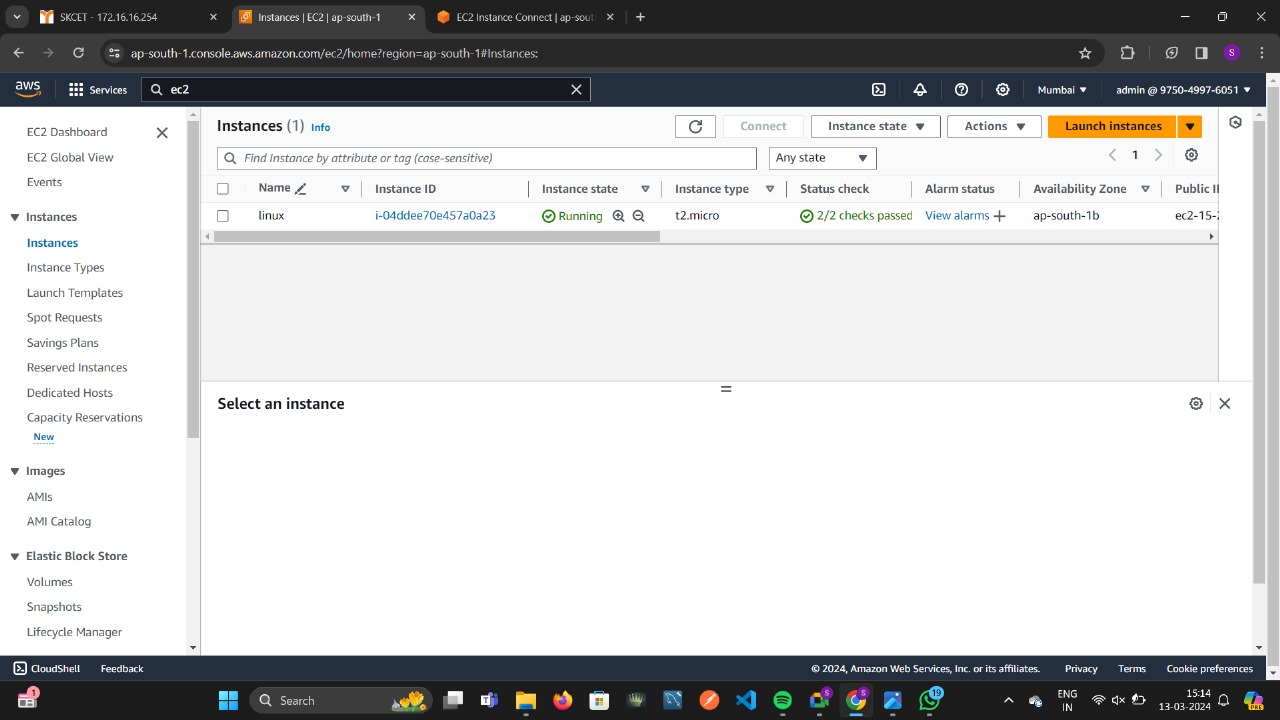 SKCET - 172.16.16.254
Instances | EC2 | ap-south-1
EC2 Instance Connect | ap-sout
ap-south-1.console.aws.amazon.com/ec2/home?region=ap-south-1#Instances:
S
aws
Services
ec2
Mumbai
admin @ 9750-4997-6051
EC2 Dashboard
EC2 Global View
Events
Instances
Instances
Instance Types
Launch Templates
Spot Requests
Savings Plans
Reserved Instances
Dedicated Hosts
Capacity Reservations
New
Images
AMIs
AMI Catalog
Elastic Block Store
Volumes
Snapshots
Lifecycle Manager
Instances (1) Info
Connect
Instance state
Actions
Launch instances
Find Instance by attribute or tag (case-sensitive)
Any state
1
Name Instance ID Instance state Instance type Status check Alarm status Availability Zone Public I
linux i-04ddee70e457a0a23 Running t2.micro 2/2 checks passed View alarms + ap-south-1b ec2-15-
Select an instance
CloudShell Feedback © 2024, Amazon Web Services, Inc. or its affiliates. Privacy Terms Cookie preferences
1
Search
S
S
19
PRE
ENG
IN
15:14
13-03-2024